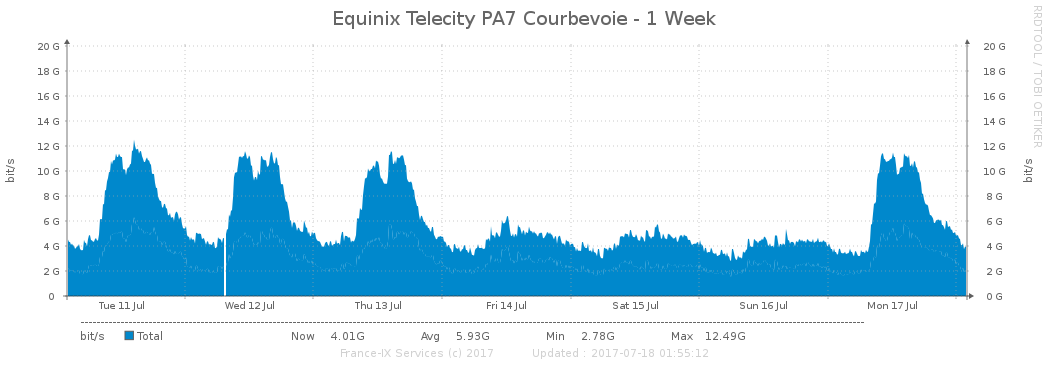 Equinix Telecity PA7 Courbevoie - 1 Week
RRDTOOL / TOBI OETIKER
bit/s
20 G 20 G
18 G 18 G
16 G 16 G
14 G 14 G
12 G 12 G
10 G 10 G
8 G 8 G
6 G 6 G
4 G 4 G
2 G 2 G
0 0 G
bit/s
Tue 11 Jul Wed 12 Jul Thu 13 Jul Fri 14 Jul Sat 15 Jul Sun 16 Jul Mon 17 Jul
bit/s Total Now 4.01G Avg 5.93G Min 2.78G Max 12.49G
France-IX Services (c) 2017 Updated : 2017-07-18 01:55:12